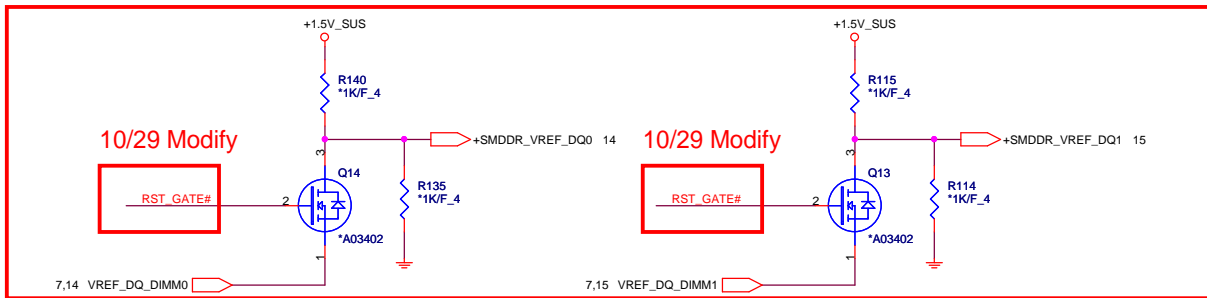 +1.5V_SUS
R140
*1K/F_4
10/29 Modify
+SMDDR_VREF_DQ0 14
3
Q14
R135
*1K/F_4
RST_GATE#
2
*A03402
1
7,14 VREF_DQ_DIMM0
+1.5V_SUS
R115
*1K/F_4
10/29 Modify
+SMDDR_VREF_DQ1 15
3
Q13
R114
*1K/F_4
RST_GATE#
2
*A03402
1
7,15 VREF_DQ_DIMM1